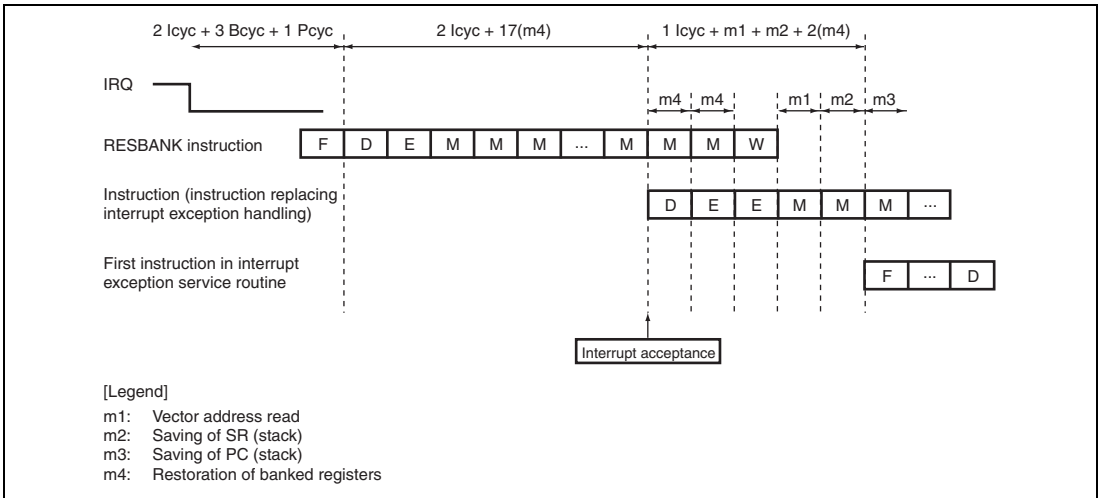 2 Icyc + 3 Bcyc + 1 Pcyc 2 Icyc + 17(m4) 1 Icyc + m1 + m2 + 2(m4)
IRQ
m4 m4 m1 m2 m3
RESBANK instruction F D E M M M ... M M M W
Instruction (instruction replacing
interrupt exception handling) D E E M M M ...
First instruction in interrupt
exception service routine F ... D
Interrupt acceptance
[Legend]
m1: Vector address read
m2: Saving of SR (stack)
m3: Saving of PC (stack)
m4: Restoration of banked registers